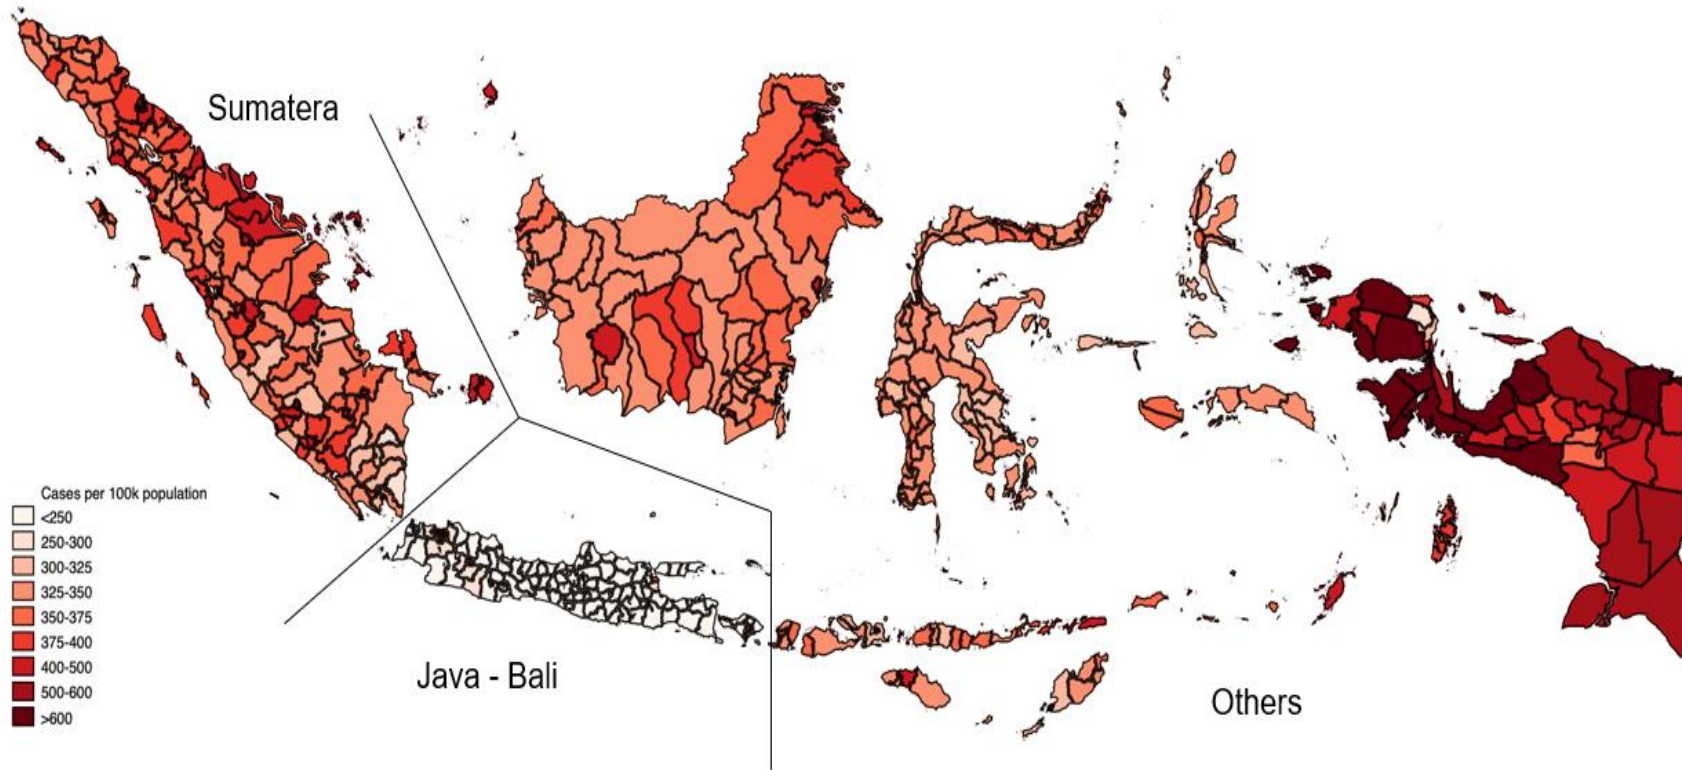 Sumatera
Java - Bali
Others
Cases per 100k population
<250
250-300
300-325
325-350
350-375
375-400
400-500
500-600
>600